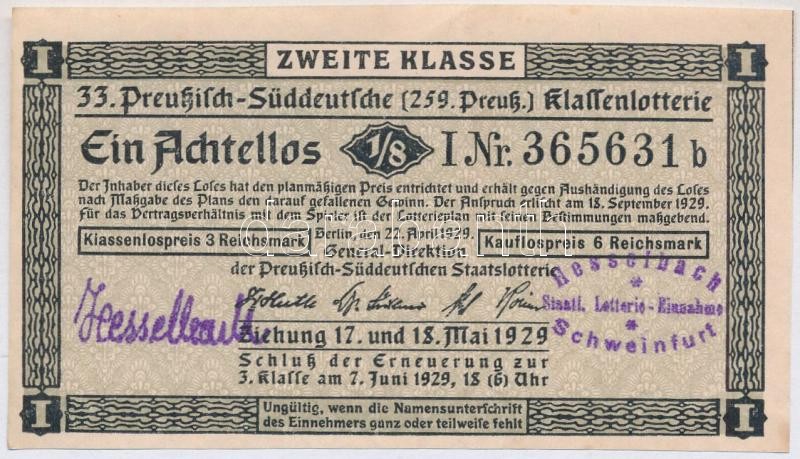 I ZWEITE KLASSE I
33. Preußisch-Süddeutsche (259. Preuß.) Klassenlotterie
Ein Achtellos 1/8 I Nr. 365631 b
Der Inhaber dieses Loses hat den planmäßigen Preis entrichtet und erhält gegen Aushändigung des Loses
nach Maßgabe des Plans den darauf gefallenen Gewinn. Der Anspruch erlischt am 18. September 1929.
Für das Vertragsverhältnis mit dem Spieler ist der Lotterieplan mit seinen Bestimmungen maßgebend.
Klassenlospreis 3 Reichsmark
Berlin, den 22. April 1929.
Kauflospreis 6 Reichsmark
General-Direktion
der Preußisch-Süddeutschen Staatslotterie
Hesselbach
Hesselbach
Staatl. Lotterie-Einnahme
Schweinfurt
Ziehung 17. und 18. Mai 1929
Schluß der Erneuerung zur
3. Klasse am 7. Juni 1929, 18 (6) Uhr
I I
Ungültig, wenn die Namensunterschrift
des Einnehmers ganz oder teilweise fehlt
darabanth